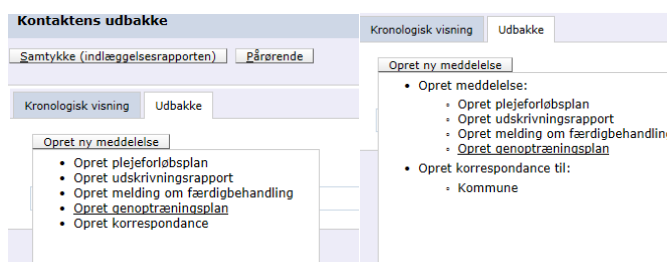 Kontaktens udbakke
Samtykke (indlæggelsesrapporten) Pårørende
Kronologisk visning Udbakke
Opret ny meddelelse
Opret plejeforløbsplan
Opret udskrivningsrapport
Opret melding om færdigbehandling
Opret genoptræningsplan
Opret korrespondance
Kronologisk visning Udbakke
Opret ny meddelelse
Opret meddelelse:
Opret plejeforløbsplan
Opret udskrivningsrapport
Opret melding om færdigbehandling
Opret genoptræningsplan
Opret korrespondance til:
Kommune